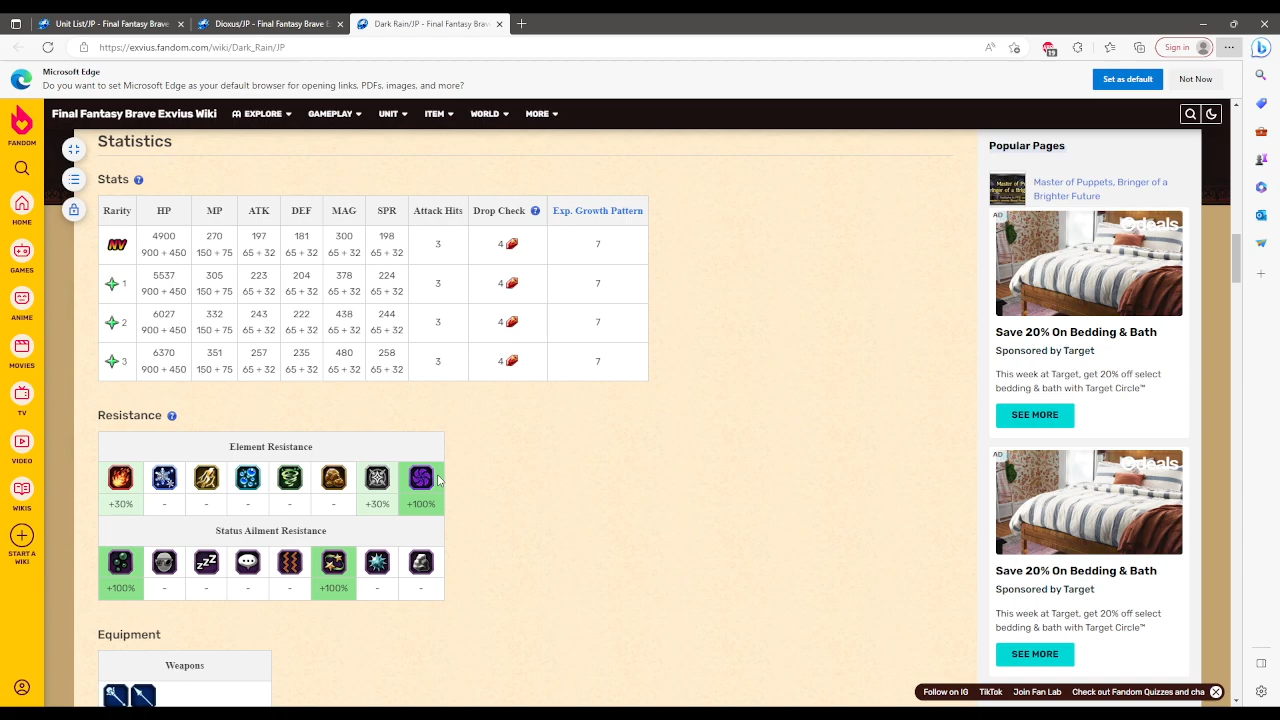 Unit List/JP - Final Fantasy Brav
Dioxus/JP - Final Fantasy Brave E
Dark Rain/JP - Final Fantasy Brav
https://exvius.fandom.com/wiki/Dark_Rain/JP
19
Sign in
Microsoft Edge
Do you want to set Microsoft Edge as your default browser for opening links, PDFs, images, and more?
Set as default
Not Now
FANDOM
Final Fantasy Brave Exvius Wiki
EXPLORE
GAMEPLAY
UNIT
ITEM
WORLD
MORE
HOME
GAMES
ANIME
MOVIES
TV
VIDEO
WIKIS
START A
WIKI
Statistics
Stats
Rarity HP MP ATK DEF MAG SPR Attack Hits Drop Check Exp. Growth Pattern
NV 4900 270 197 181 300 198 3 4 7
900 + 450 150 + 75 65 + 32 65 + 32 65 + 32 65 + 32
1 5537 305 223 204 378 224 3 4 7
900 + 450 150 + 75 65 + 32 65 + 32 65 + 32 65 + 32
2 6027 332 243 222 438 244 3 4 7
900 + 450 150 + 75 65 + 32 65 + 32 65 + 32 65 + 32
3 6370 351 257 235 480 258 3 4 7
900 + 450 150 + 75 65 + 32 65 + 32 65 + 32 65 + 32
Resistance
Element Resistance
+30% - - - - - +30% +100%
Status Ailment Resistance
+100% - - - - +100% - -
Equipment
Weapons
Popular Pages
Master of Puppets, Bringer of a
Brighter Future
AD
deals
Save 20% On Bedding & Bath
Sponsored by Target
This week at Target, get 20% off select
bedding & bath with Target Circle™
SEE MORE
AD
deals
Save 20% On Bedding & Bath
Sponsored by Target
This week at Target, get 20% off select
bedding & bath with Target Circle™
SEE MORE
Follow on IG TikTok Join Fan Lab Check out Fandom Quizzes and cha